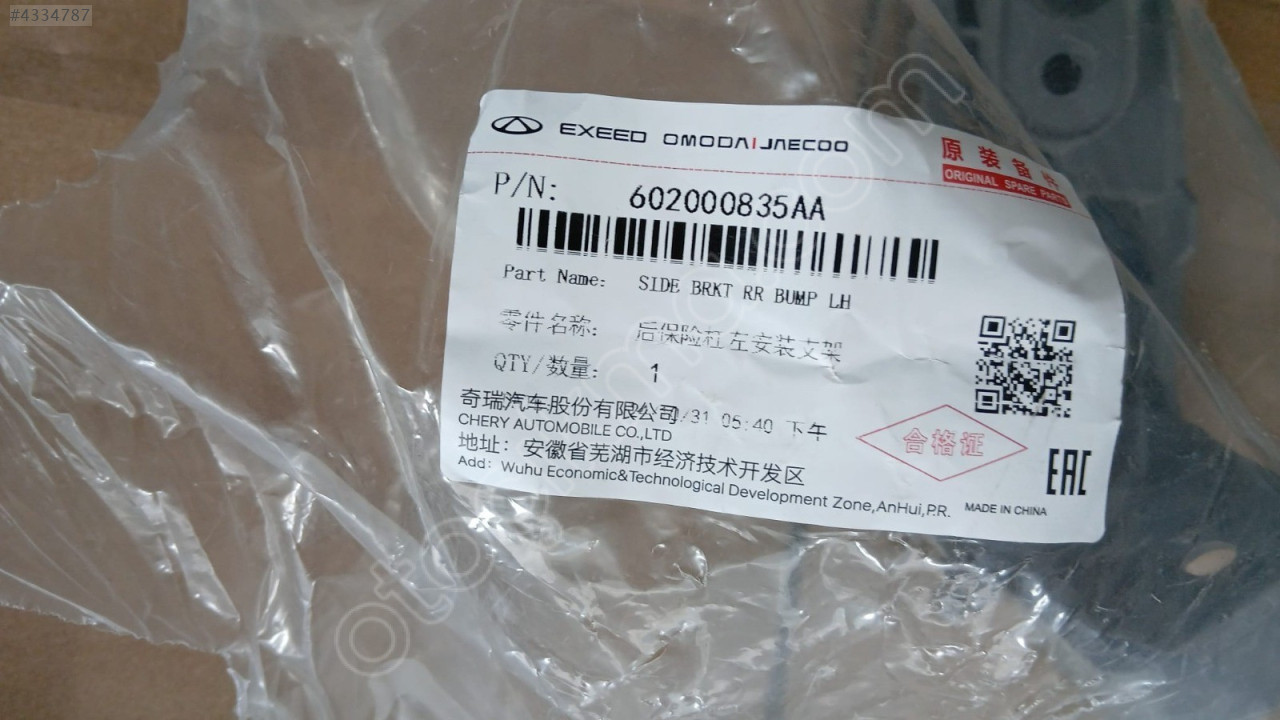 #4334787
EXEED OMODA JAECOO
原装备件
ORIGINAL SPARE PARTS
P/N: 602000835AA
Part Name: SIDE BRKT RR BUMP LH
零件名称: 后保险杠左安装支架
QTY/数量: 1
奇瑞汽车股份有限公司 /31 05:40 下午
CHERY AUTOMOBILE CO.,LTD
地址: 安徽省芜湖市经济技术开发区
Add: Wuhu Economic&Technological Development Zone,AnHui,P.R.
合格证
EAC
MADE IN CHINA